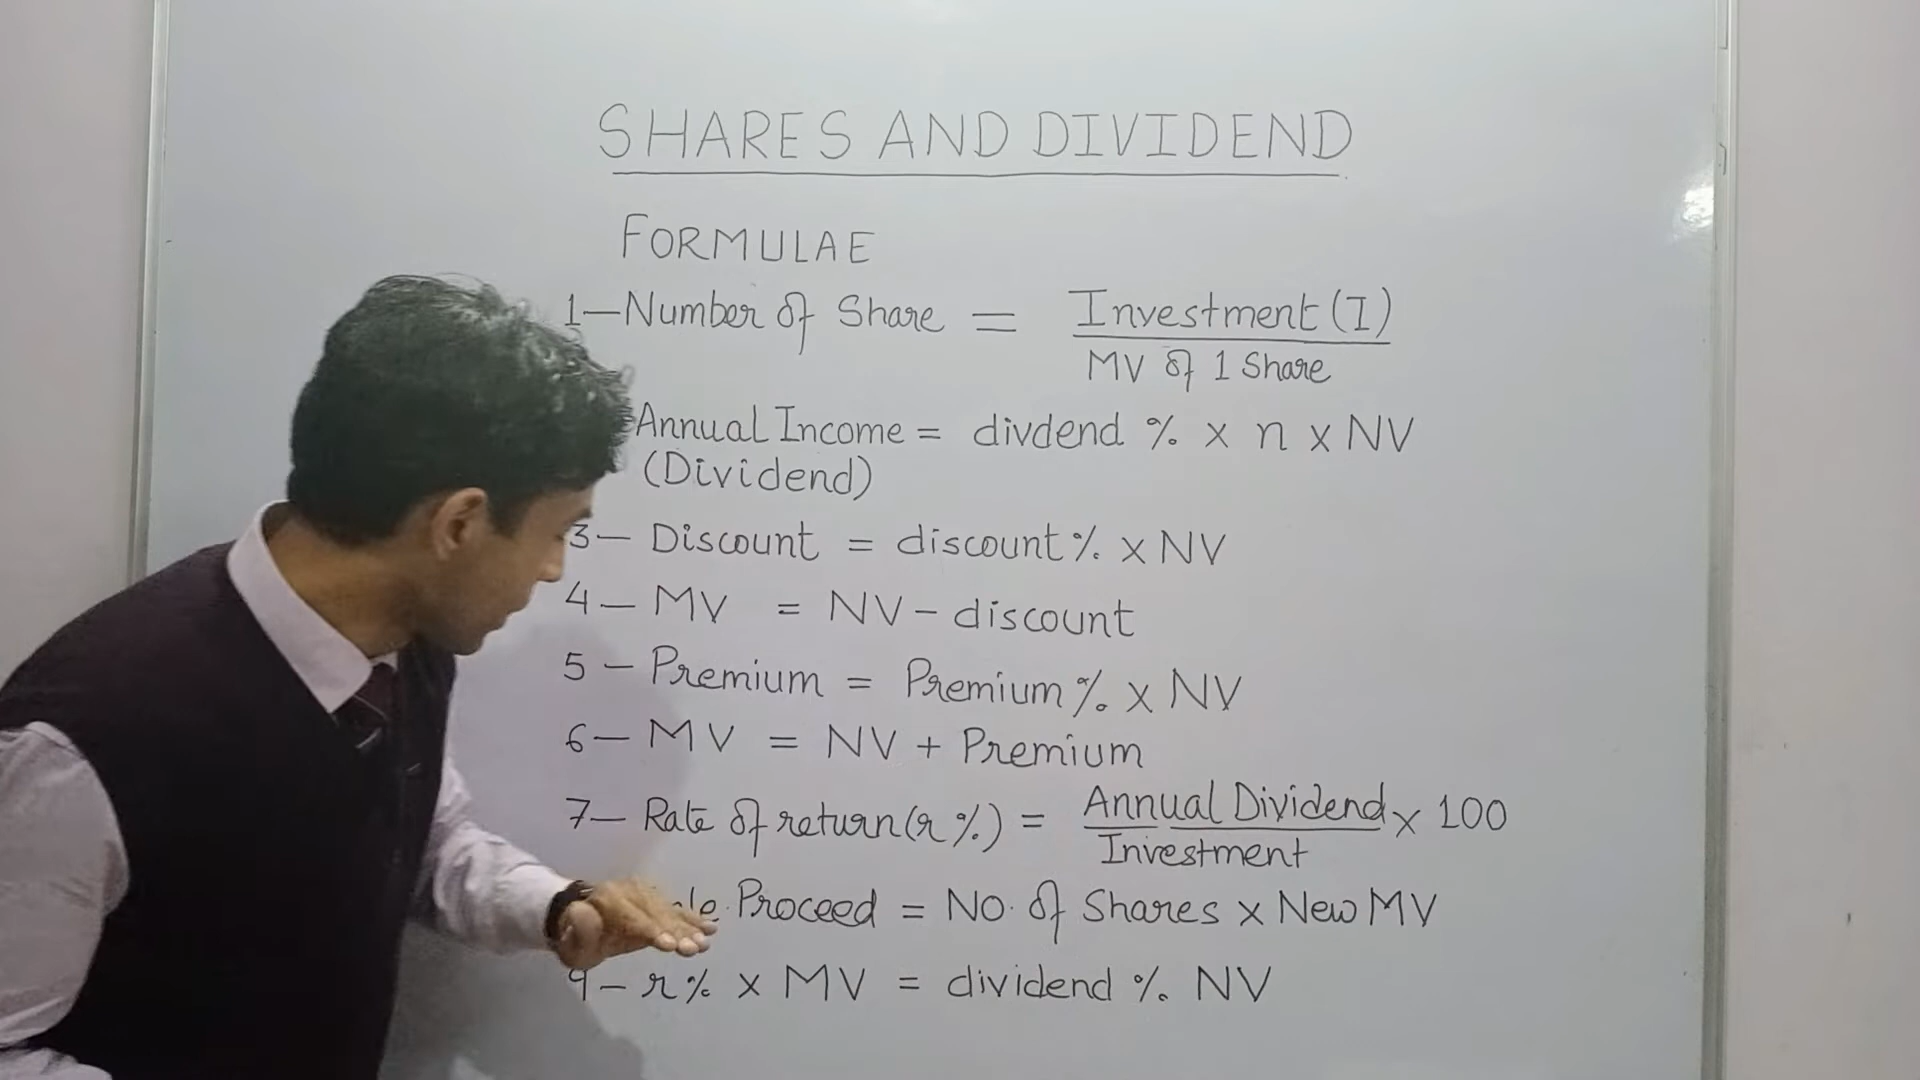 SHARES AND DIVIDEND
FORMULAE
1—Number of Share = Investment (I)
MV of 1 Share
Annual Income = divdend % x n x NV
(Dividend)
3— Discount = discount % x NV
4— MV = NV – discount
5 — Premium = Premium % x NV
6— MV = NV + Premium
7— Rate of return (r %) = Annual Dividend x 100
Investment
Proceed = No. of Shares x New MV
9— r % x MV = dividend % NV